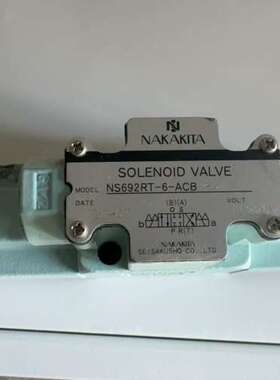 NAKAKITA
SOLENOID VALVE
MODEL NS692RT-6-ACB
DATE VOLT
(B)(A)
O S
b a
P R(T)
NAKAKITA
SEISAKUSHO CO., LTD